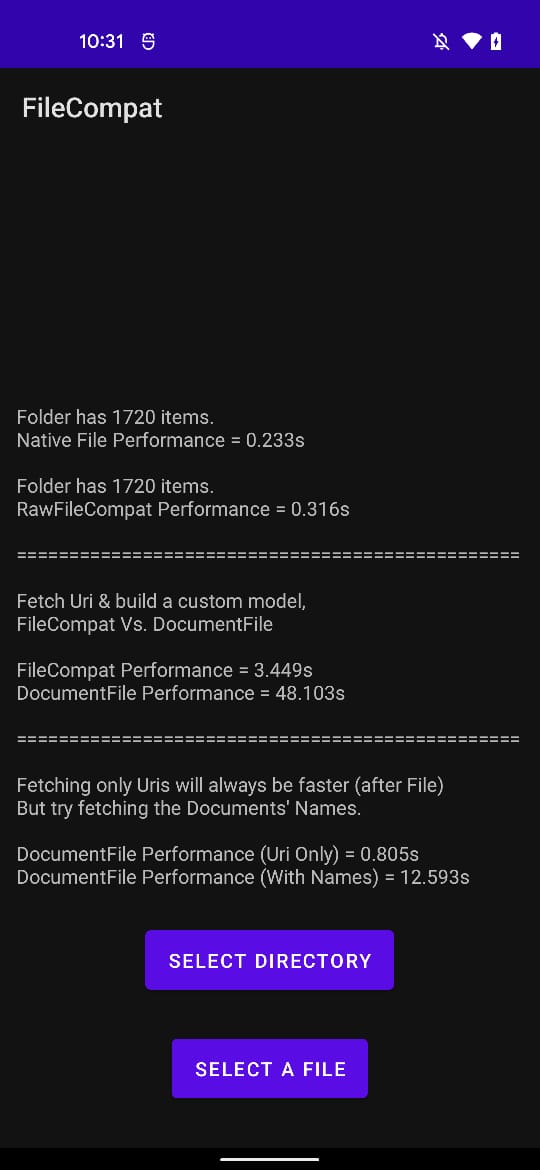 10:31
FileCompat
Folder has 1720 items.
Native File Performance = 0.233s
Folder has 1720 items.
RawFileCompat Performance = 0.316s
================================================
Fetch Uri & build a custom model,
FileCompat Vs. DocumentFile
FileCompat Performance = 3.449s
DocumentFile Performance = 48.103s
================================================
Fetching only Uris will always be faster (after File)
But try fetching the Documents' Names.
DocumentFile Performance (Uri Only) = 0.805s
DocumentFile Performance (With Names) = 12.593s
SELECT DIRECTORY
SELECT A FILE